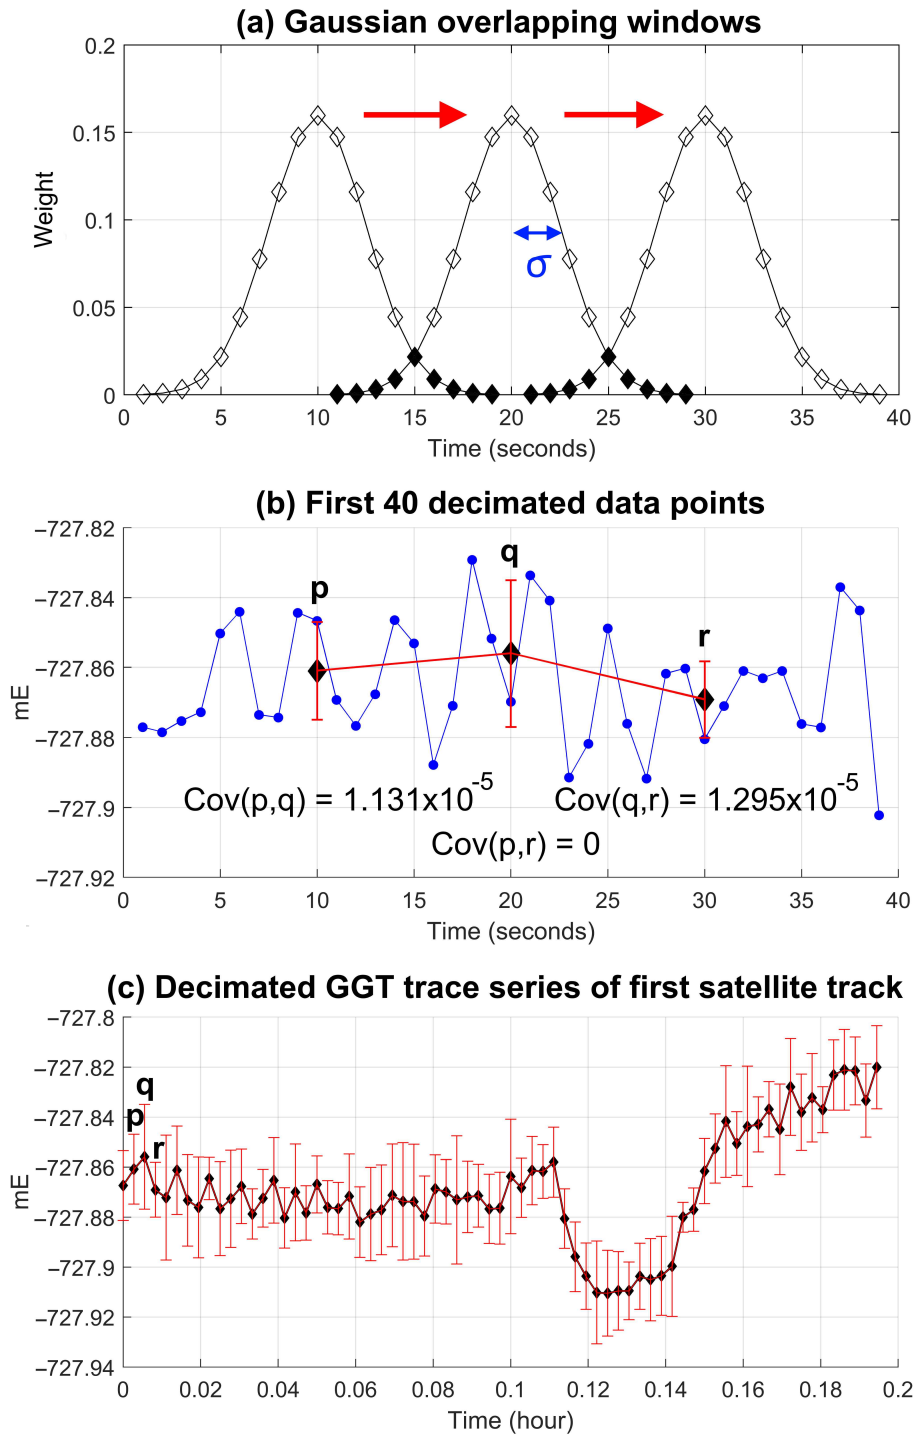 (a) Gaussian overlapping windows
0.2
0.15
0.1
0.05
0
Weight
σ
0 5 10 15 20 25 30 35 40
Time (seconds)
(b) First 40 decimated data points
−727.82
−727.84
−727.86
−727.88
−727.9
−727.92
mE
p
q
r
Cov(p,q) = 1.131x10^-5 Cov(q,r) = 1.295x10^-5
Cov(p,r) = 0
0 5 10 15 20 25 30 35 40
Time (seconds)
(c) Decimated GGT trace series of first satellite track
−727.8
−727.82
−727.84
−727.86
−727.88
−727.9
−727.92
−727.94
mE
q
p
r
0 0.02 0.04 0.06 0.08 0.1 0.12 0.14 0.16 0.18 0.2
Time (hour)